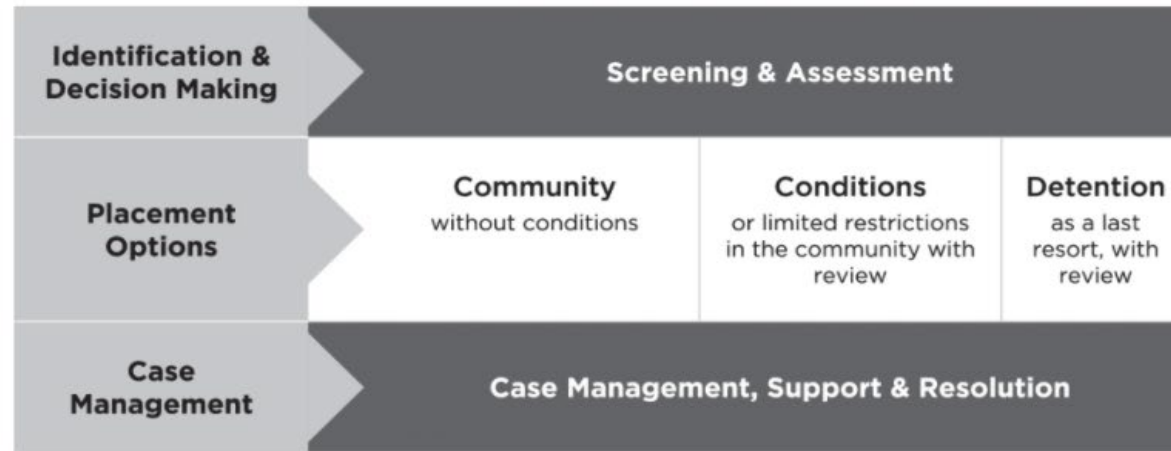 Identification &
Decision Making
Screening & Assessment
Placement
Options
Community
without conditions
Conditions
or limited restrictions
in the community with
review
Detention
as a last
resort, with
review
Case
Management
Case Management, Support & Resolution